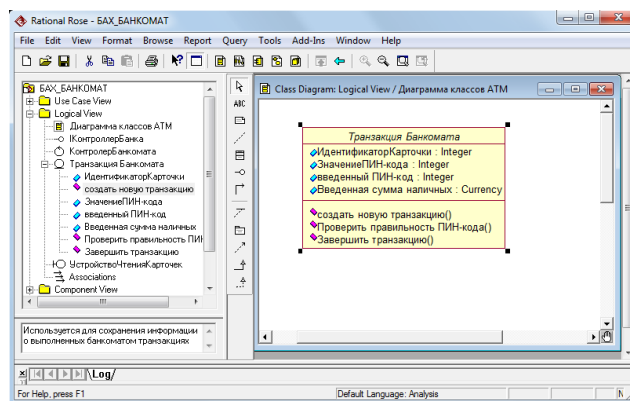 Rational Rose - БАХ_БАНКОМАТ
File Edit View Format Browse Report Query Tools Add-Ins Window Help
БАХ_БАНКОМАТ
Use Case View
Logical View
Диаграмма классов АТМ
IКонтроллерБанка
КонтролерБанкомата
Транзакция Банкомата
ИдентификаторКарточки
создать новую транзакцию
ЗначениеПИН-кода
введенный ПИН-код
Введенная сумма наличных
Проверить правильность ПИН
Завершить транзакцию
УстройствоЧтенияКарточек
Associations
Component View
Используется для сохранения информации
о выполненных банкоматом транзакциях
ABC
Class Diagram: Logical View / Диаграмма классов АТМ
Транзакция Банкомата
ИдентификаторКарточки : Integer
ЗначениеПИН-кода : Integer
введенный ПИН-код : Integer
Введенная сумма наличных : Currency
создать новую транзакцию()
Проверить правильность ПИН-кода()
Завершить транзакцию()
Log
For Help, press F1
Default Language: Analysis
N